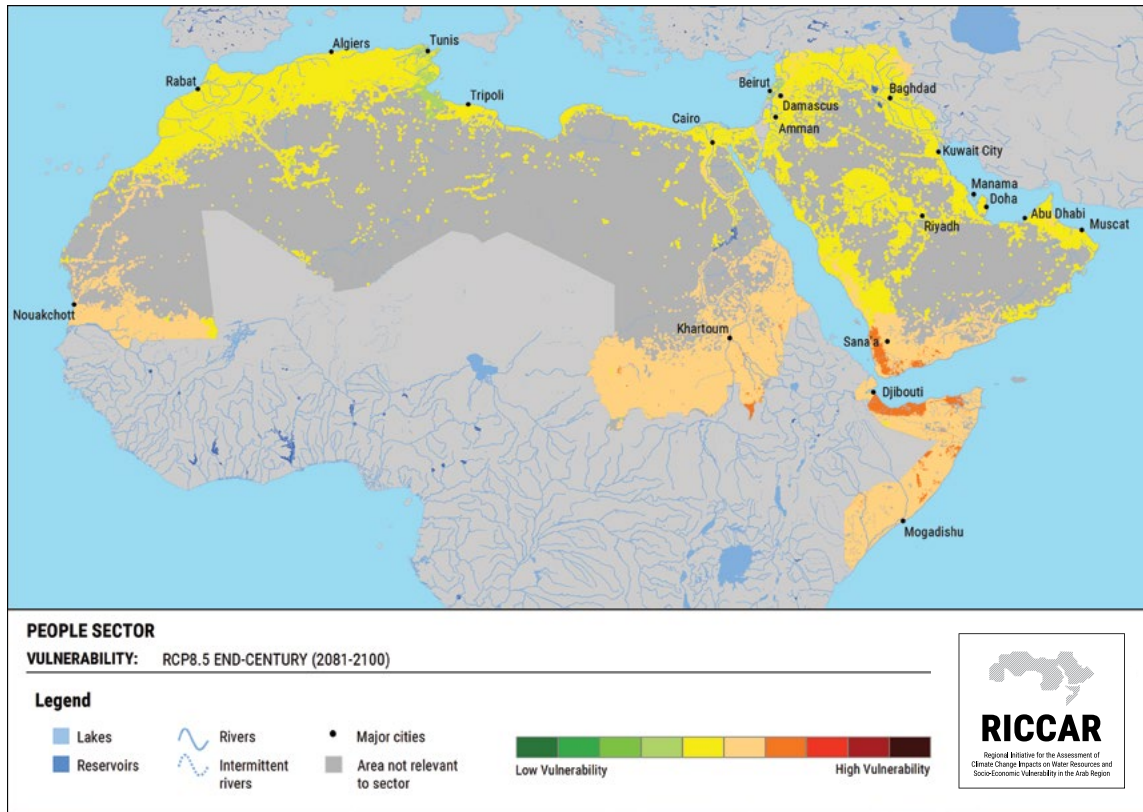 Algiers
Tunis
Rabat
Tripoli
Beirut
Baghdad
Damascus
Cairo
Amman
Kuwait City
Manama
Doha
Abu Dhabi
Riyadh
Muscat
Nouakchott
Khartoum
Sana'a
Djibouti
Mogadishu
PEOPLE SECTOR
VULNERABILITY: RCP8.5 END-CENTURY (2081-2100)
Legend
Lakes
Rivers
Major cities
Reservoirs
Intermittent
rivers
Area not relevant
to sector
Low Vulnerability
High Vulnerability
RICCAR
Regional Initiative for the Assessment of
Climate Change Impacts on Water Resources and
Socio-Economic Vulnerability in the Arab Region